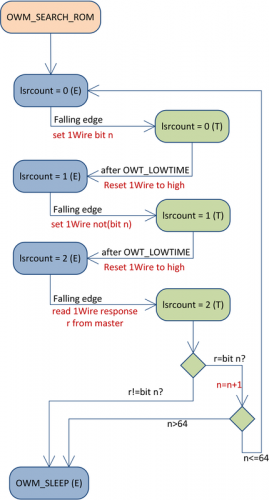 OWM_SEARCH_ROM
lsrcount = 0 (E)
Falling edge
set 1Wire bit n
lsrcount = 0 (T)
after OWT_LOWTIME
Reset 1Wire to high
lsrcount = 1 (E)
Falling edge
set 1Wire not(bit n)
lsrcount = 1 (T)
after OWT_LOWTIME
Reset 1Wire to high
lsrcount = 2 (E)
Falling edge
read 1Wire response
r from master
lsrcount = 2 (T)
r=bit n?
n=n+1
r!=bit n?
n>64
n<=64
OWM_SLEEP (E)